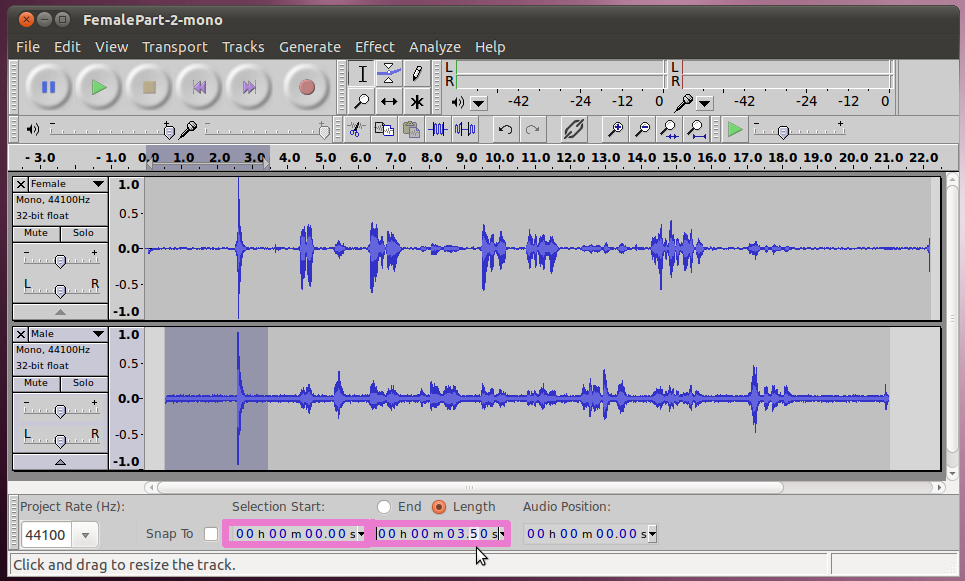 FemalePart-2-mono
File Edit View Transport Tracks Generate Effect Analyze Help
L
R
-42 -24 -12 0
L
R
-42 -24 -12 0
- + - + - +
- 3.0 - 1.0 0.0 1.0 2.0 3.0 4.0 5.0 6.0 7.0 8.0 9.0 10.0 11.0 12.0 13.0 14.0 15.0 16.0 17.0 18.0 19.0 20.0 21.0 22.0
Female
Mono, 44100Hz
32-bit float
Mute Solo
- +
L R
1.0
0.5-
0.0-
-0.5-
-1.0
Male
Mono, 44100Hz
32-bit float
Mute Solo
- +
L R
1.0
0.5-
0.0-
-0.5-
-1.0
Project Rate (Hz): Selection Start: End Length Audio Position:
44100 Snap To 00 h 00 m 00.00 s 00 h 00 m 03.50 s 00 h 00 m 00.00 s
Click and drag to resize the track.